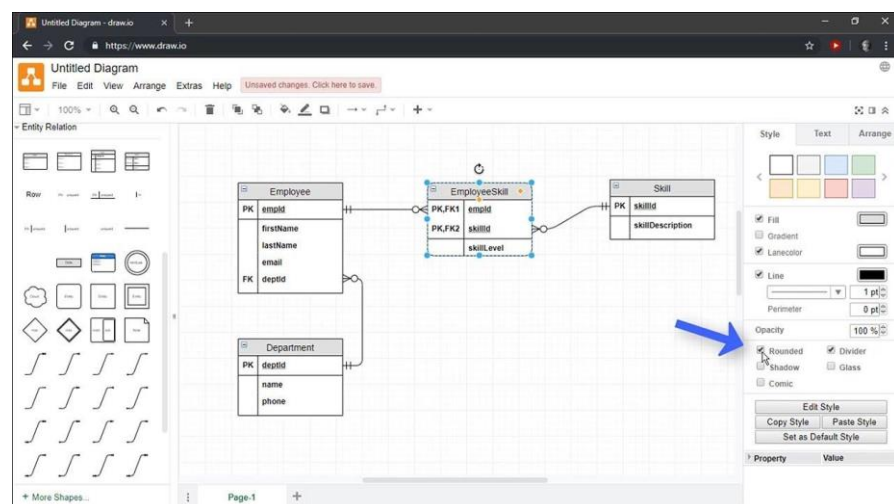 Untitled Diagram - draw.io
https://www.draw.io
Untitled Diagram
File Edit View Arrange Extras Help Unsaved changes. Click here to save.
100%
Entity Relation
Style Text Arrange
Row
Employee
PK empId
firstName
lastName
email
FK deptId
EmployeeSkill
PK,FK1 empId
PK,FK2 skillId
skillLevel
Skill
PK skillId
skillDescription
Department
PK deptId
name
phone
Fill
Gradient
Lanecolor
Line
1 pt
Perimeter 0 pt
Opacity 100 %
Rounded Divider
Shadow Glass
Comic
Edit Style
Copy Style Paste Style
Set as Default Style
Property Value
+ More Shapes...
Page-1